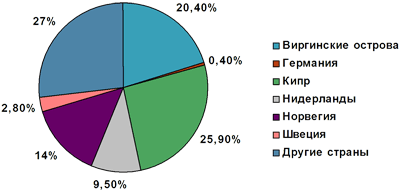 20,40%
0,40%
25,90%
9,50%
14%
2,80%
27%
Виргинские острова
Германия
Кипр
Нидерланды
Норвегия
Швеция
Другие страны